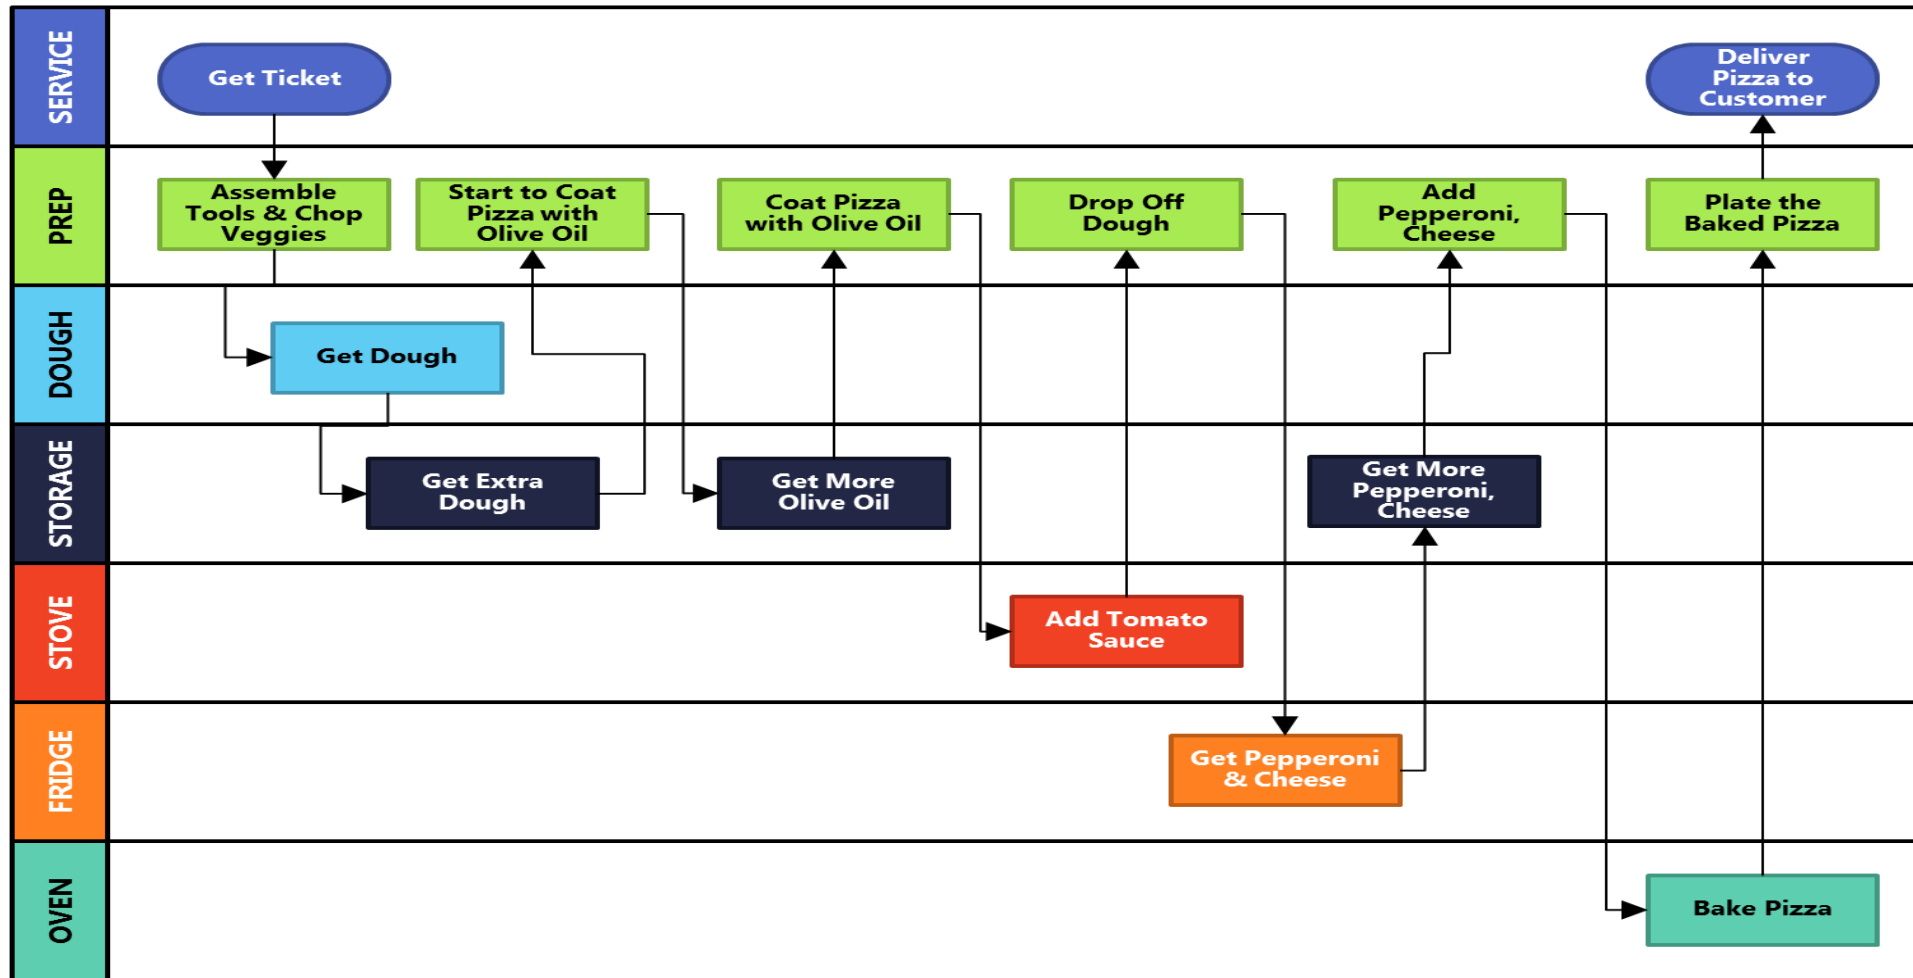 SERVICE
Get Ticket
Deliver
Pizza to
Customer
PREP
Assemble
Tools & Chop
Veggies
Start to Coat
Pizza with
Olive Oil
Coat Pizza
with Olive Oil
Drop Off
Dough
Add
Pepperoni,
Cheese
Plate the
Baked Pizza
DOUGH
Get Dough
STORAGE
Get Extra
Dough
Get More
Olive Oil
Get More
Pepperoni,
Cheese
STOVE
Add Tomato
Sauce
FRIDGE
Get Pepperoni
& Cheese
OVEN
Bake Pizza